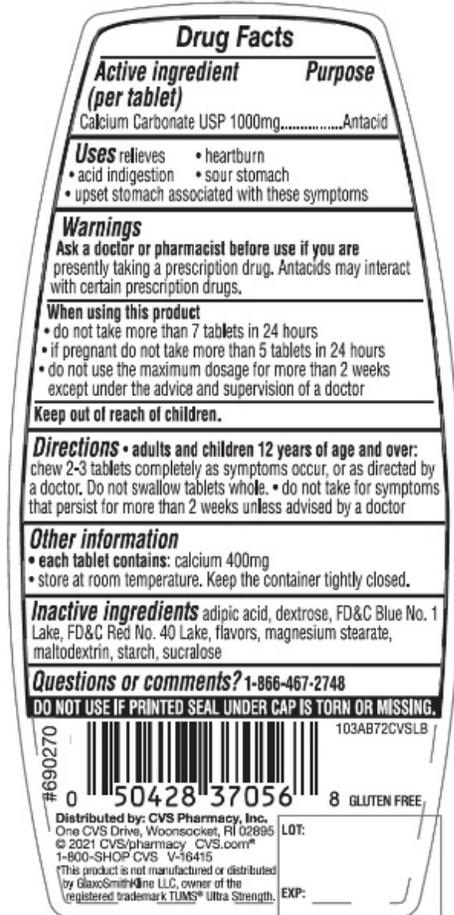 Drug Facts
Active ingredient Purpose
(per tablet)
Calcium Carbonate USP 1000mg...............Antacid
Uses relieves • heartburn
• acid indigestion • sour stomach
• upset stomach associated with these symptoms
Warnings
Ask a doctor or pharmacist before use if you are
presently taking a prescription drug. Antacids may interact
with certain prescription drugs.
When using this product
• do not take more than 7 tablets in 24 hours
• if pregnant do not take more than 5 tablets in 24 hours
• do not use the maximum dosage for more than 2 weeks
except under the advice and supervision of a doctor
Keep out of reach of children.
Directions • adults and children 12 years of age and over:
chew 2-3 tablets completely as symptoms occur, or as directed by
a doctor. Do not swallow tablets whole. • do not take for symptoms
that persist for more than 2 weeks unless advised by a doctor
Other information
• each tablet contains: calcium 400mg
• store at room temperature. Keep the container tightly closed.
Inactive ingredients adipic acid, dextrose, FD&C Blue No. 1
Lake, FD&C Red No. 40 Lake, flavors, magnesium stearate,
maltodextrin, starch, sucralose
Questions or comments? 1-866-467-2748
DO NOT USE IF PRINTED SEAL UNDER CAP IS TORN OR MISSING.
103AB72CVSLB
#690270
0 50428 37056 8 GLUTEN FREE
Distributed by: CVS Pharmacy, Inc.
One CVS Drive, Woonsocket, RI 02895
© 2021 CVS/pharmacy CVS.com®
1-800-SHOP CVS V-16415
†This product is not manufactured or distributed
by GlaxoSmithKline LLC, owner of the
registered trademark TUMS® Ultra Strength.
LOT:
EXP: